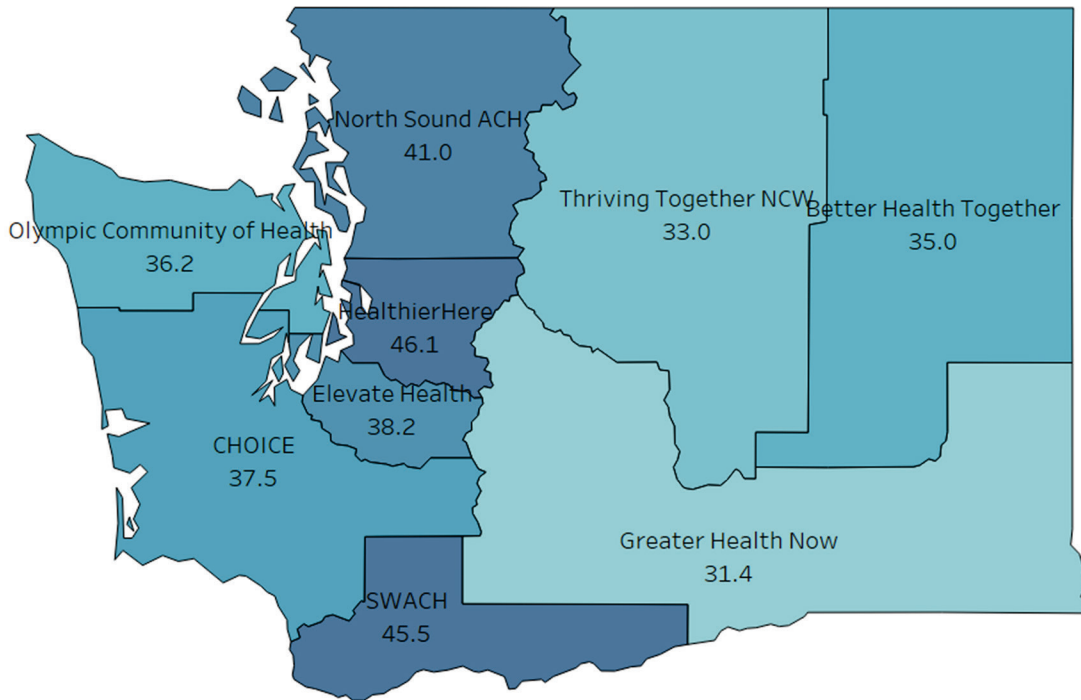 North Sound ACH
41.0
Thriving Together NCW
33.0
Better Health Together
35.0
Olympic Community of Health
36.2
HealthierHere
46.1
Elevate Health
38.2
CHOICE
37.5
Greater Health Now
31.4
SWACH
45.5